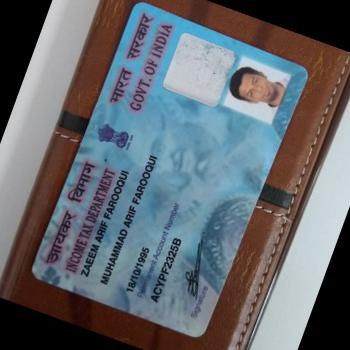 आयकर विभाग
INCOME TAX DEPARTMENT
भारत सरकार
GOVT. OF INDIA
ZAEEM ARIF FAROOQUI
MUHAMMAD ARIF FAROOQUI
18/10/1995
Permanent Account Number
ACYPF2325B
Signature